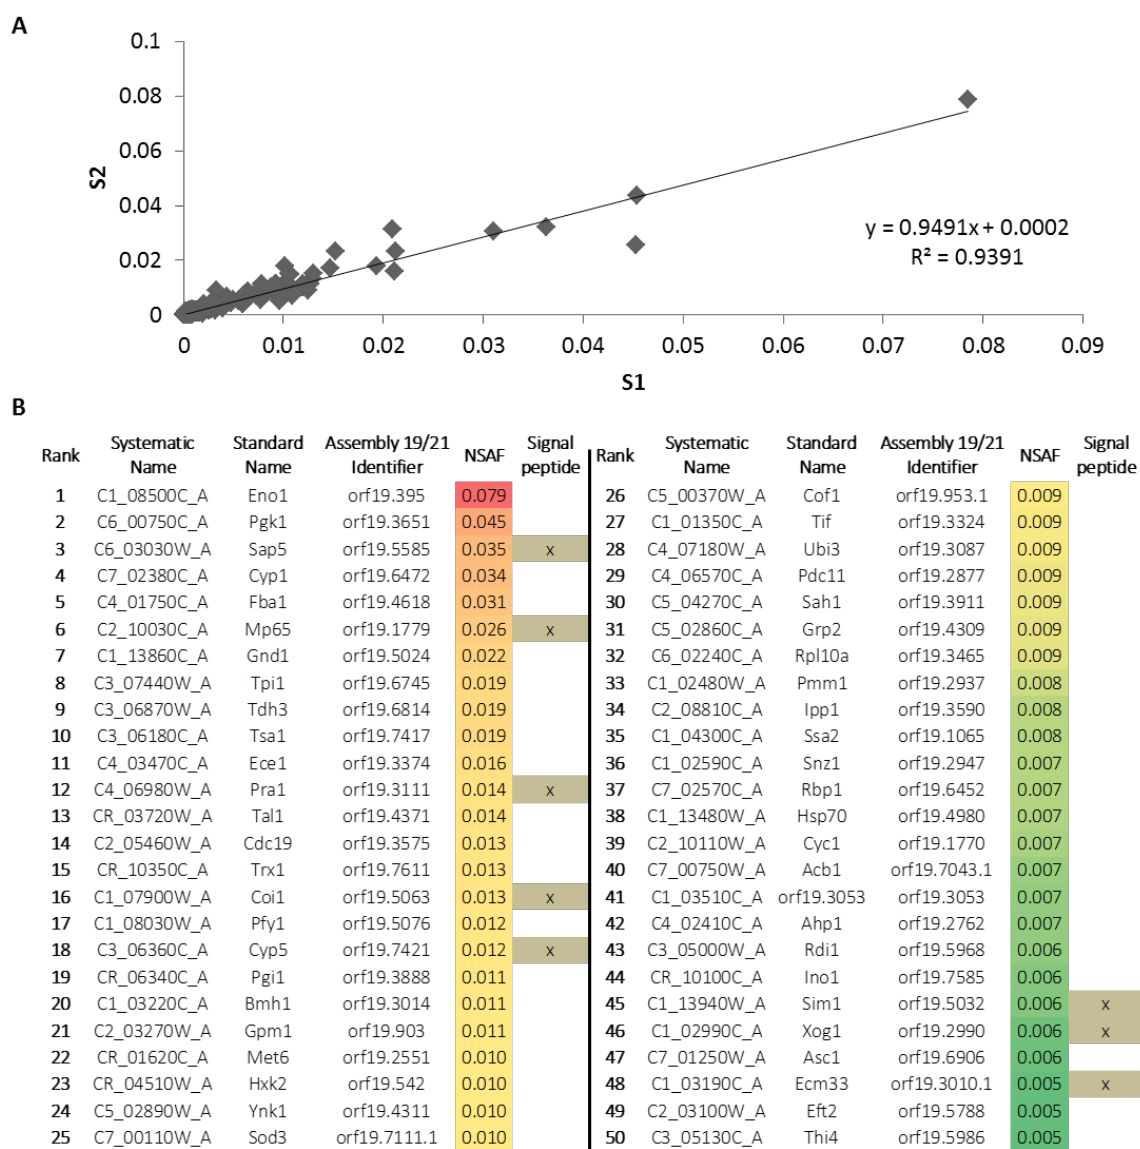 A
0.1
0.08
0.06
0.04
0.02
0
S2
y = 0.9491x + 0.0002
R² = 0.9391
0 0.01 0.02 0.03 0.04 0.05 0.06 0.07 0.08 0.09
S1
B
Rank Systematic Name Standard Name Assembly 19/21 Identifier NSAF Signal peptide
1 C1_08500C_A Eno1 orf19.395 0.079
2 C6_00750C_A Pgk1 orf19.3651 0.045
3 C6_03030W_A Sap5 orf19.5585 0.035 x
4 C7_02380C_A Cyp1 orf19.6472 0.034
5 C4_01750C_A Fba1 orf19.4618 0.031
6 C2_10030C_A Mp65 orf19.1779 0.026 x
7 C1_13860C_A Gnd1 orf19.5024 0.022
8 C3_07440W_A Tpi1 orf19.6745 0.019
9 C3_06870W_A Tdh3 orf19.6814 0.019
10 C3_06180C_A Tsa1 orf19.7417 0.019
11 C4_03470C_A Ece1 orf19.3374 0.016
12 C4_06980W_A Pra1 orf19.3111 0.014 x
13 CR_03720W_A Tal1 orf19.4371 0.014
14 C2_05460W_A Cdc19 orf19.3575 0.013
15 CR_10350C_A Trx1 orf19.7611 0.013
16 C1_07900W_A Coi1 orf19.5063 0.013 x
17 C1_08030W_A Pfy1 orf19.5076 0.012
18 C3_06360C_A Cyp5 orf19.7421 0.012 x
19 CR_06340C_A Pgi1 orf19.3888 0.011
20 C1_03220C_A Bmh1 orf19.3014 0.011
21 C2_03270W_A Gpm1 orf19.903 0.011
22 CR_01620C_A Met6 orf19.2551 0.010
23 CR_04510W_A Hxk2 orf19.542 0.010
24 C5_02890W_A Ynk1 orf19.4311 0.010
25 C7_00110W_A Sod3 orf19.7111.1 0.010
Rank Systematic Name Standard Name Assembly 19/21 Identifier NSAF Signal peptide
26 C5_00370W_A Cof1 orf19.953.1 0.009
27 C1_01350C_A Tif orf19.3324 0.009
28 C4_07180W_A Ubi3 orf19.3087 0.009
29 C4_06570C_A Pdc11 orf19.2877 0.009
30 C5_04270C_A Sah1 orf19.3911 0.009
31 C5_02860C_A Grp2 orf19.4309 0.009
32 C6_02240C_A Rpl10a orf19.3465 0.009
33 C1_02480W_A Pmm1 orf19.2937 0.008
34 C2_08810C_A Ipp1 orf19.3590 0.008
35 C1_04300C_A Ssa2 orf19.1065 0.008
36 C1_02590C_A Snz1 orf19.2947 0.007
37 C7_02570C_A Rbp1 orf19.6452 0.007
38 C1_13480W_A Hsp70 orf19.4980 0.007
39 C2_10110W_A Cyc1 orf19.1770 0.007
40 C7_00750W_A Acb1 orf19.7043.1 0.007
41 C1_03510C_A orf19.3053 orf19.3053 0.007
42 C4_02410C_A Ahp1 orf19.2762 0.007
43 C3_05000W_A Rdi1 orf19.5968 0.006
44 CR_10100C_A Ino1 orf19.7585 0.006
45 C1_13940W_A Sim1 orf19.5032 0.006 x
46 C1_02990C_A Xog1 orf19.2990 0.006 x
47 C7_01250W_A Asc1 orf19.6906 0.006
48 C1_03190C_A Ecm33 orf19.3010.1 0.005 x
49 C2_03100W_A Eft2 orf19.5788 0.005
50 C3_05130C_A Thi4 orf19.5986 0.005